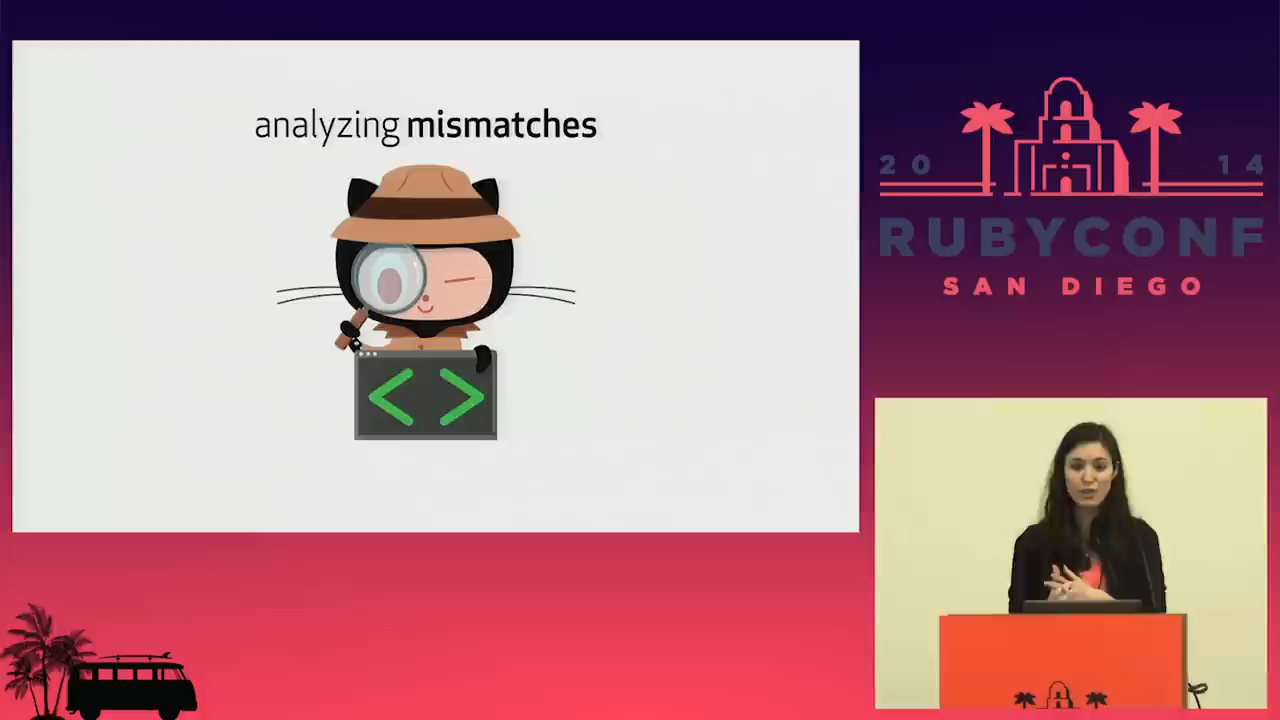 analyzing mismatches
< >
20 14
RUBYCONF
SAN DIEGO